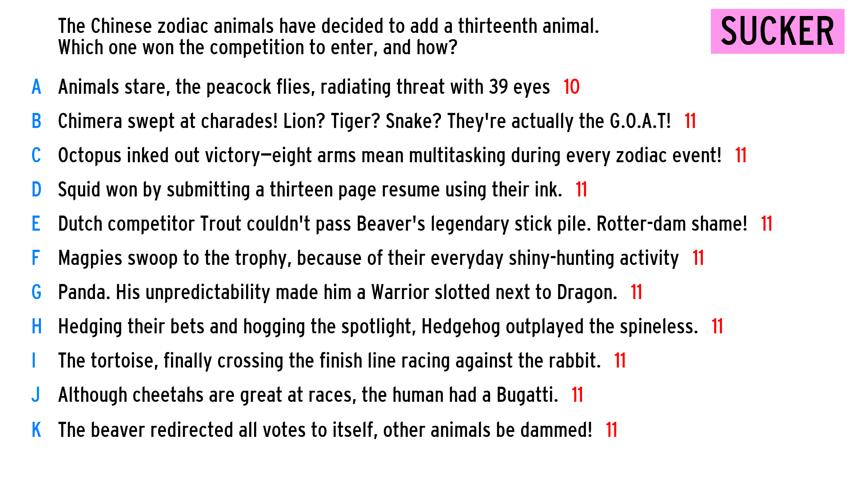 The Chinese zodiac animals have decided to add a thirteenth animal.
Which one won the competition to enter, and how?
SUCKER
A Animals stare, the peacock flies, radiating threat with 39 eyes 10
B Chimera swept at charades! Lion? Tiger? Snake? They're actually the G.O.A.T! 11
C Octopus inked out victory—eight arms mean multitasking during every zodiac event! 11
D Squid won by submitting a thirteen page resume using their ink. 11
E Dutch competitor Trout couldn't pass Beaver's legendary stick pile. Rotter-dam shame! 11
F Magpies swoop to the trophy, because of their everyday shiny-hunting activity 11
G Panda. His unpredictability made him a Warrior slotted next to Dragon. 11
H Hedging their bets and hogging the spotlight, Hedgehog outplayed the spineless. 11
I The tortoise, finally crossing the finish line racing against the rabbit. 11
J Although cheetahs are great at races, the human had a Bugatti. 11
K The beaver redirected all votes to itself, other animals be dammed! 11